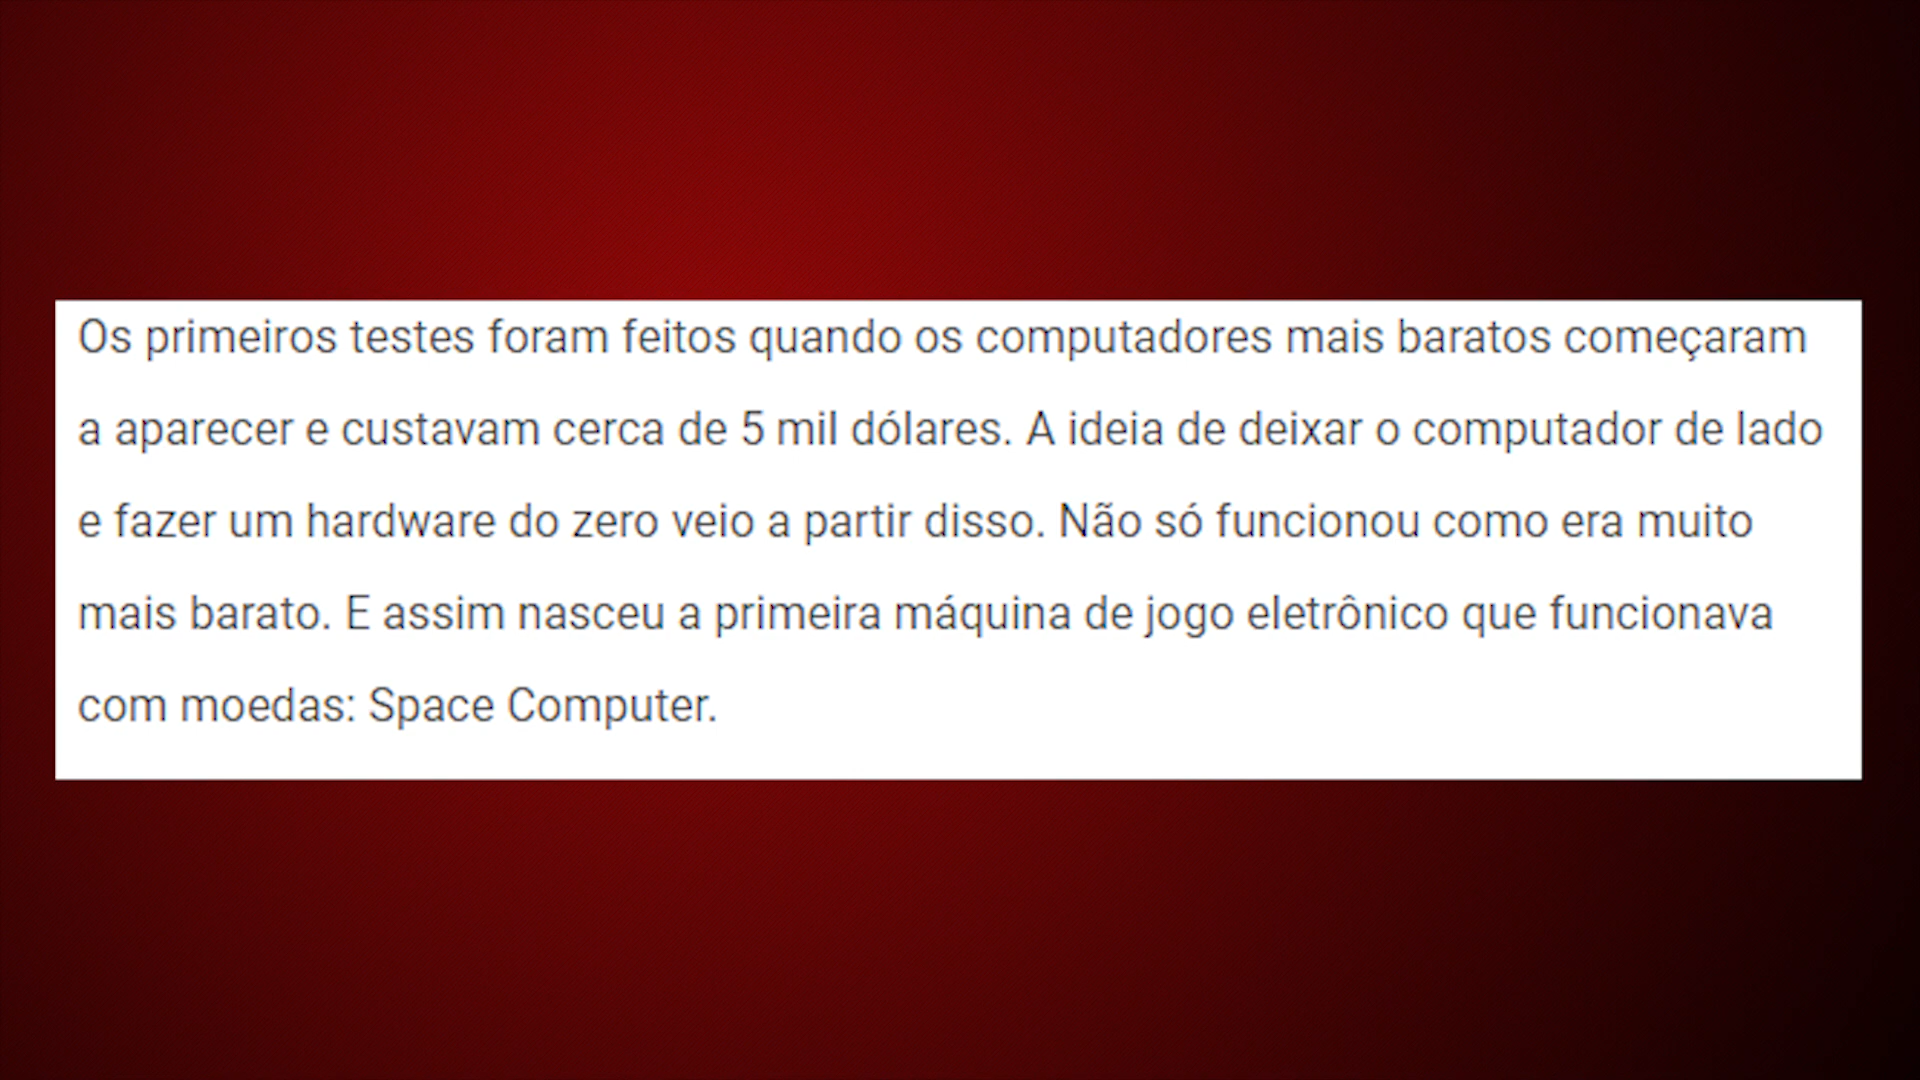 Os primeiros testes foram feitos quando os computadores mais baratos começaram
a aparecer e custavam cerca de 5 mil dólares. A ideia de deixar o computador de lado
e fazer um hardware do zero veio a partir disso. Não só funcionou como era muito
mais barato. E assim nasceu a primeira máquina de jogo eletrônico que funcionava
com moedas: Space Computer.